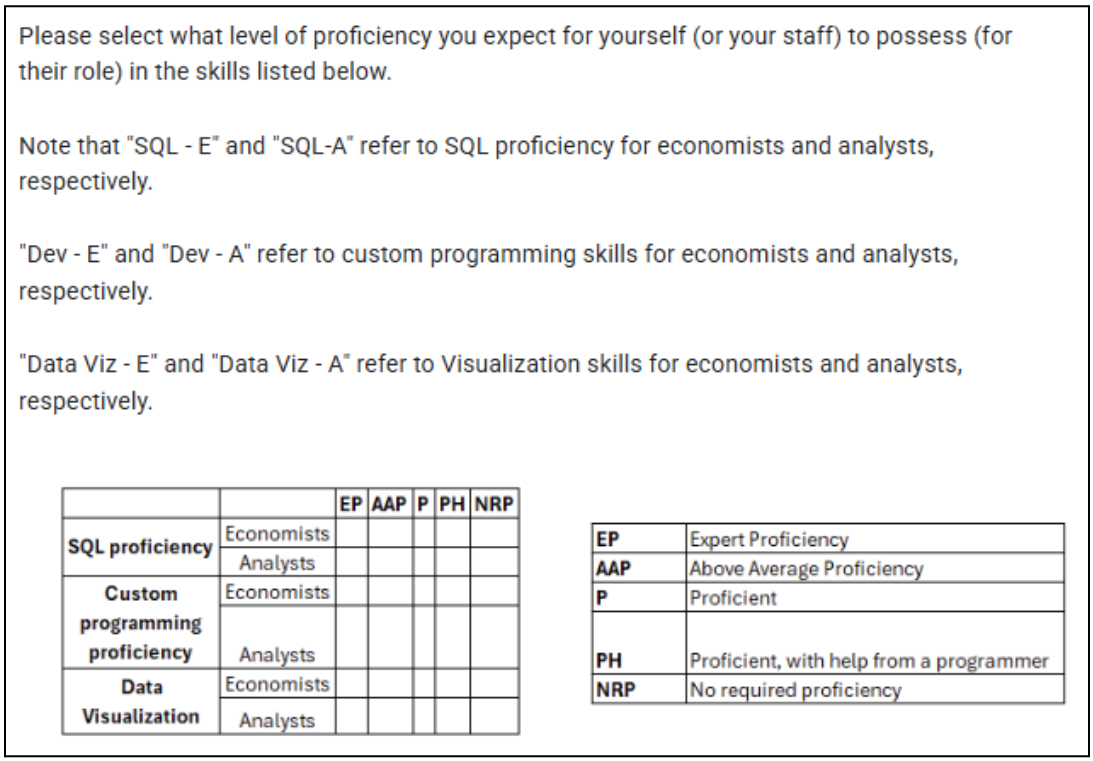 Please select what level of proficiency you expect for yourself (or your staff) to possess (for
their role) in the skills listed below.
Note that "SQL - E" and "SQL-A" refer to SQL proficiency for economists and analysts,
respectively.
"Dev - E" and "Dev - A" refer to custom programming skills for economists and analysts,
respectively.
"Data Viz - E" and "Data Viz - A" refer to Visualization skills for economists and analysts,
respectively.
EP AAP P PH NRP
SQL proficiency Economists
Analysts
Custom programming proficiency Economists
Analysts
Data Visualization Economists
Analysts
EP Expert Proficiency
AAP Above Average Proficiency
P Proficient
PH Proficient, with help from a programmer
NRP No required proficiency